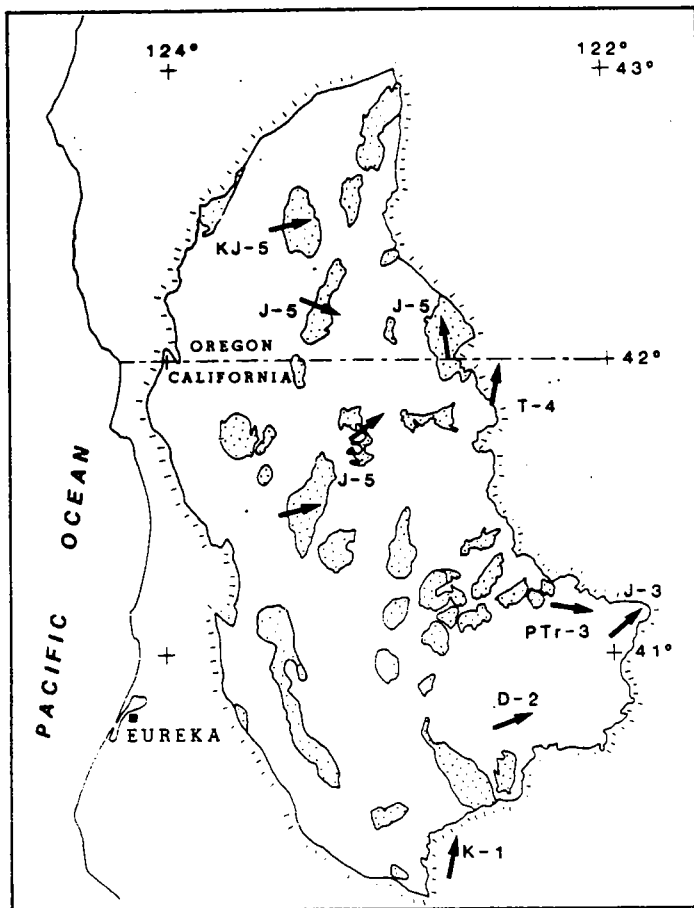 124° 122°
43°
KJ-5
J-5 J-5
OREGON
42°
CALIFORNIA
T-4
J-5
PACIFIC OCEAN
J-3
PTr-3
41°
D-2
EUREKA
K-1